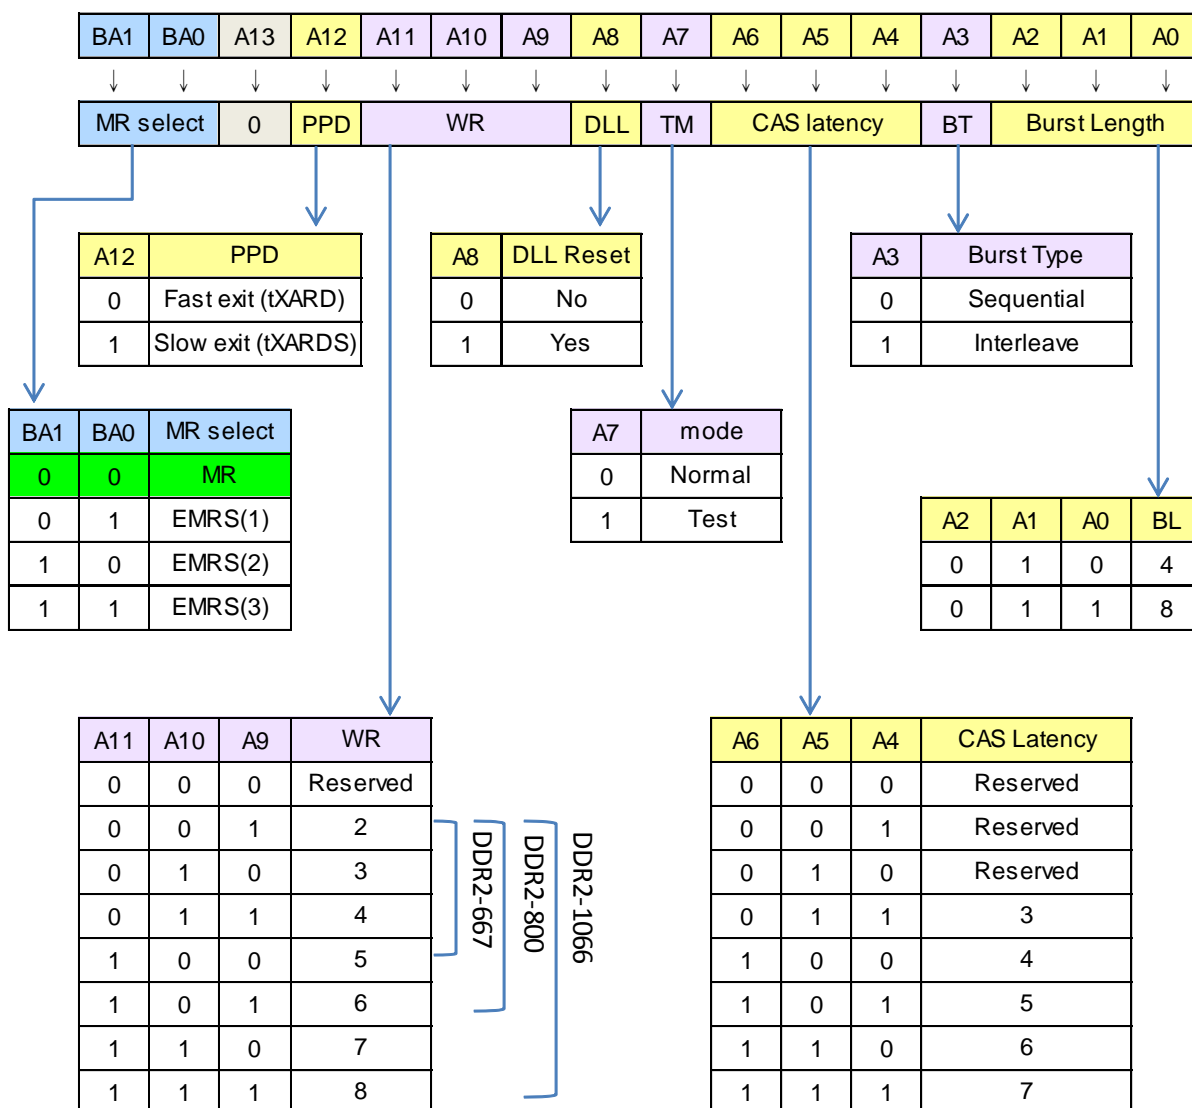 BA1 BA0 A13 A12 A11 A10 A9 A8 A7 A6 A5 A4 A3 A2 A1 A0
MR select 0 PPD WR DLL TM CAS latency BT Burst Length
A12 PPD
0 Fast exit (tXARD)
1 Slow exit (tXARDS)
A8 DLL Reset
0 No
1 Yes
A3 Burst Type
0 Sequential
1 Interleave
BA1 BA0 MR select
0 0 MR
0 1 EMRS(1)
1 0 EMRS(2)
1 1 EMRS(3)
A7 mode
0 Normal
1 Test
A2 A1 A0 BL
0 1 0 4
0 1 1 8
A11 A10 A9 WR
0 0 0 Reserved
0 0 1 2
0 1 0 3
0 1 1 4
1 0 0 5
1 0 1 6
1 1 0 7
1 1 1 8
DDR2-667
DDR2-800
DDR2-1066
A6 A5 A4 CAS Latency
0 0 0 Reserved
0 0 1 Reserved
0 1 0 Reserved
0 1 1 3
1 0 0 4
1 0 1 5
1 1 0 6
1 1 1 7